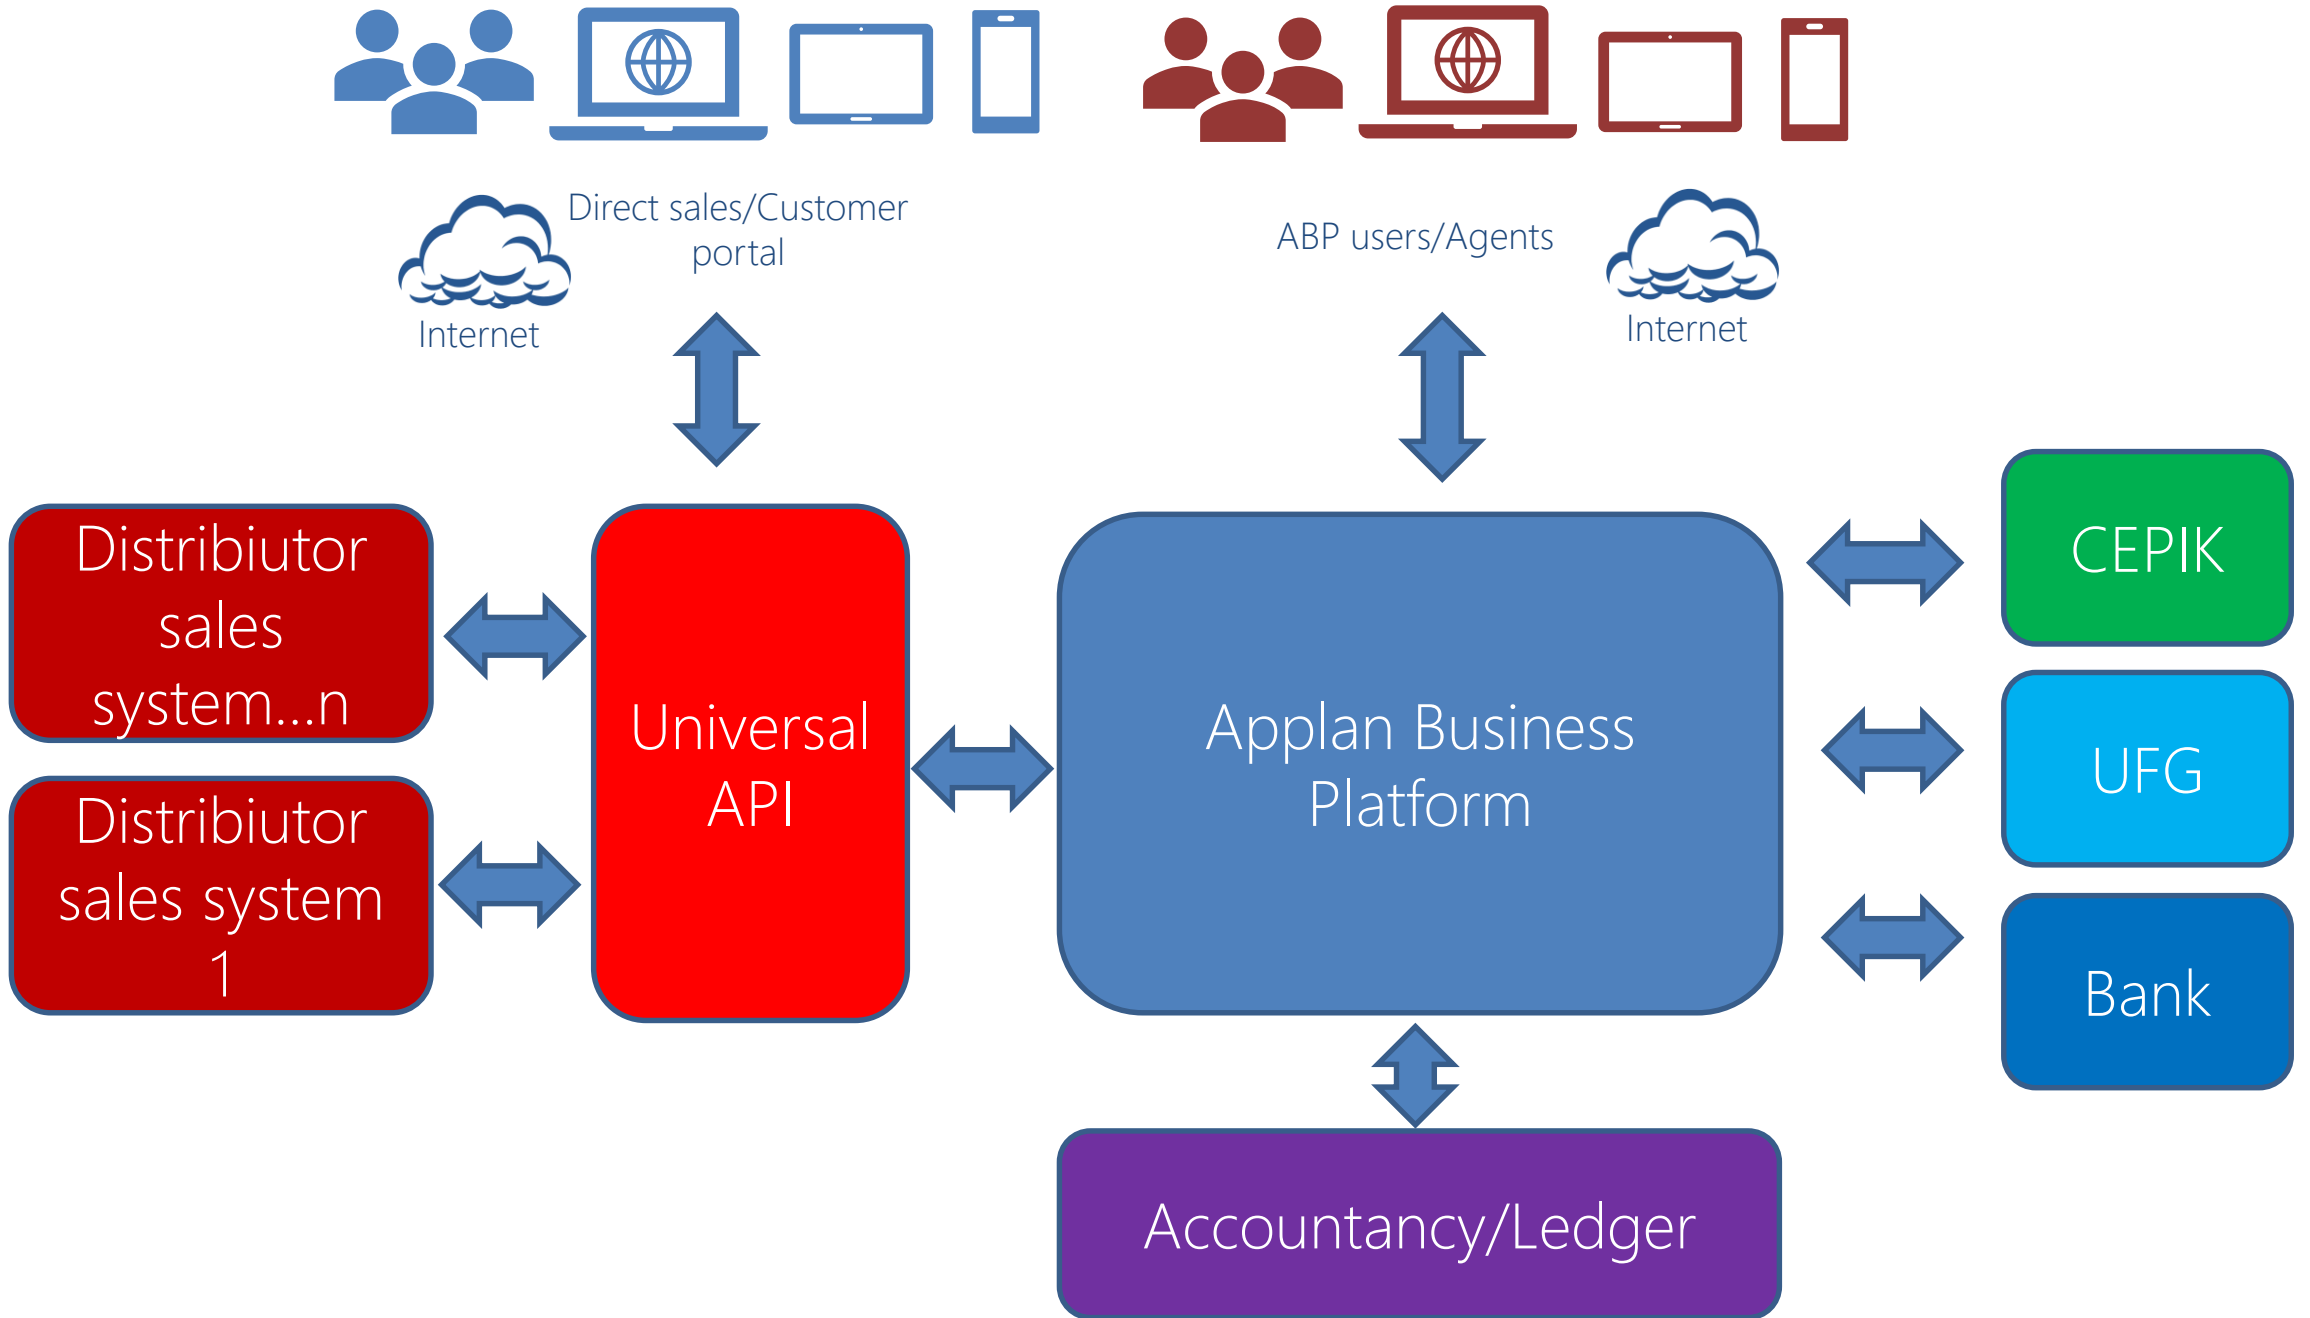 Direct sales/Customer
portal
Internet
ABP users/Agents
Internet
Distribiutor
sales
system...n
Distribiutor
sales system
1
Universal
API
Applan Business
Platform
CEPIK
UFG
Bank
Accountancy/Ledger